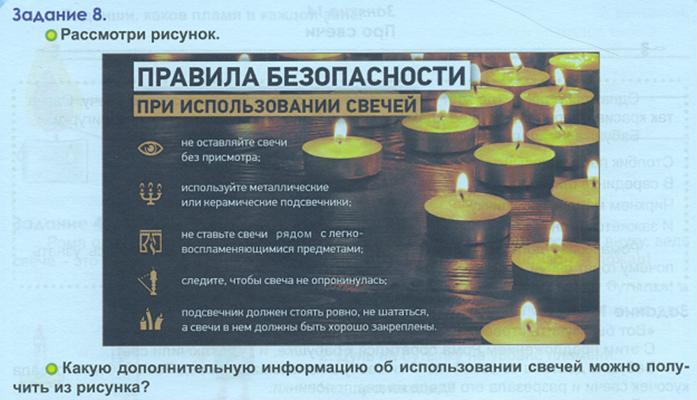 Задание 8.
Рассмотри рисунок.
ПРАВИЛА БЕЗОПАСНОСТИ
ПРИ ИСПОЛЬЗОВАНИИ СВЕЧЕЙ
не оставляйте свечи
без присмотра;
используйте металлические
или керамические подсвечники;
не ставьте свечи рядом с легко-
воспламеняющимися предметами;
следите, чтобы свеча не опрокинулась;
подсвечник должен стоять ровно, не шататься,
а свечи в нем должны быть хорошо закреплены.
Какую дополнительную информацию об использовании свечей можно полу-
чить из рисунка?